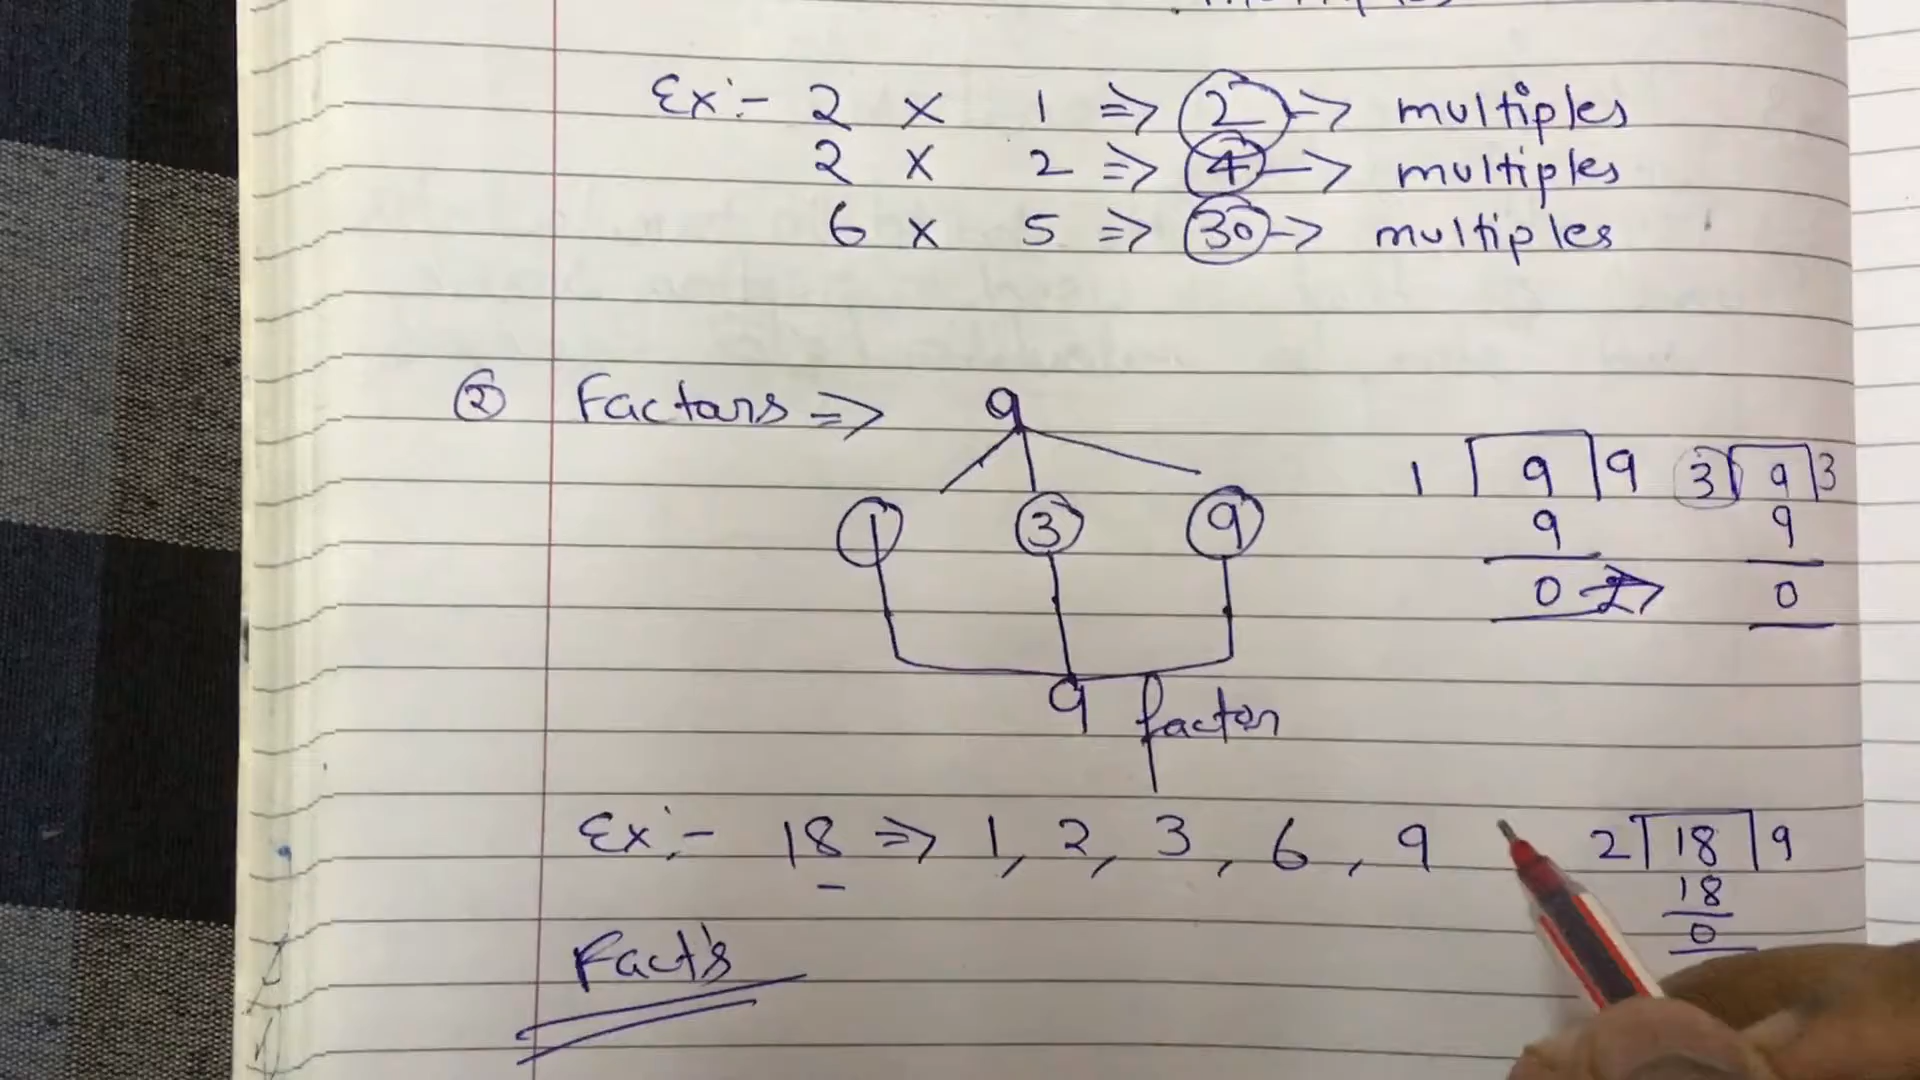 Ex:- 2 x 1 => 2 -> multiples
2 x 2 => 4 -> multiples
6 x 5 => 30 -> multiples
② Factors => 9
1 3 9
9 factor
1 9 9
9
0
3 9 3
9
0
Ex:- 18 => 1, 2, 3, 6, 9
2 18 9
18
0
Fact's